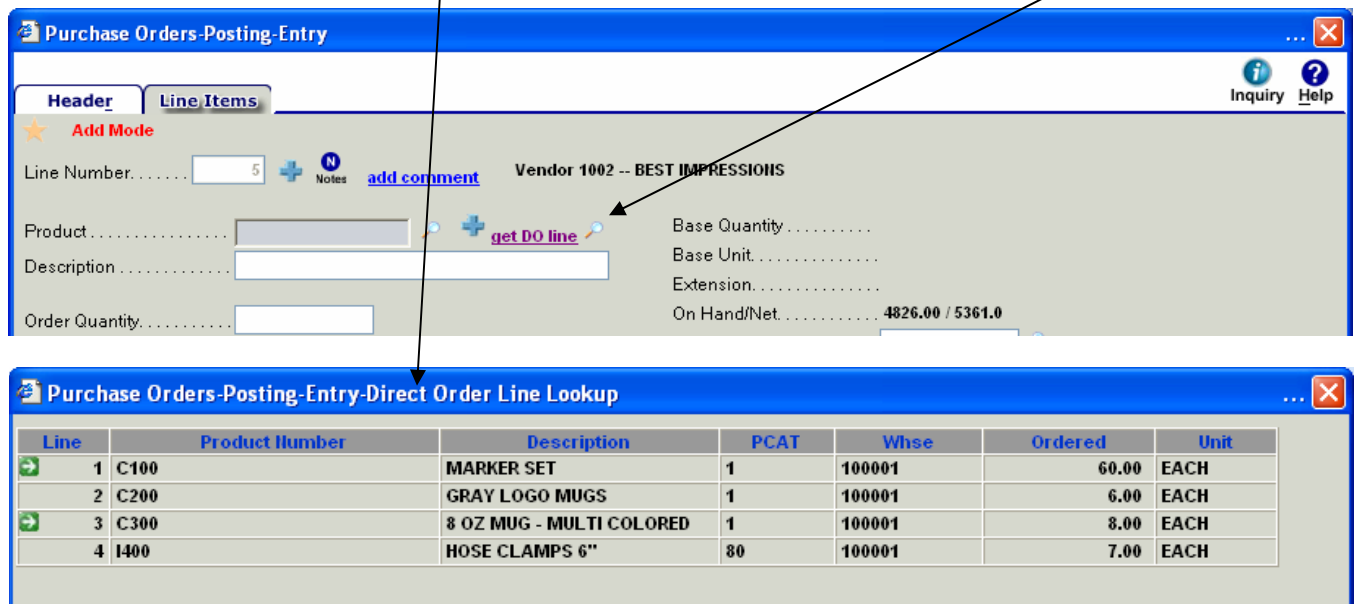 Purchase Orders-Posting-Entry ...
Header Line Items Inquiry Help
Add Mode
Line Number....... 5 N Notes add comment Vendor 1002 -- BEST IMPRESSIONS
Product................ get DO line Base Quantity..........
Description............. Base Unit...............
Extension...............
Order Quantity........... On Hand/Net............ 4826.00 / 5361.0
Purchase Orders-Posting-Entry-Direct Order Line Lookup ...
Line Product Number Description PCAT Whse Ordered Unit
1 C100 MARKER SET 1 100001 60.00 EACH
2 C200 GRAY LOGO MUGS 1 100001 6.00 EACH
3 C300 8 OZ MUG - MULTI COLORED 1 100001 8.00 EACH
4 I400 HOSE CLAMPS 6" 80 100001 7.00 EACH